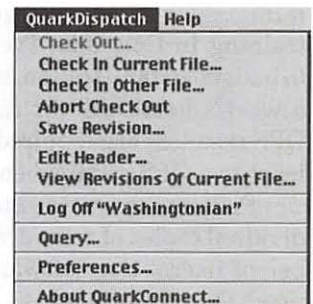 QuarkDispatch Help
Check Out...
Check In Current File...
Check In Other File...
Abort Check Out
Save Revision...
Edit Header...
View Revisions Of Current File...
Log Off “Washingtonian”
Query...
Preferences...
About QuarkConnect...